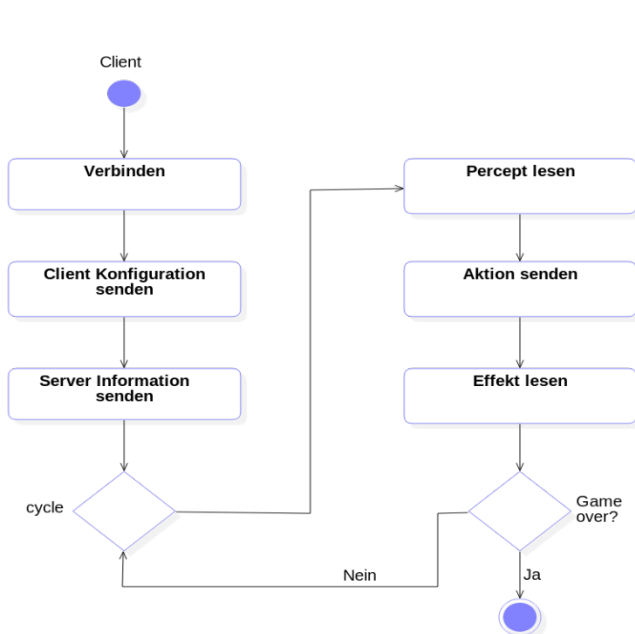 Client
Verbinden
Client Konfiguration
senden
Server Information
senden
cycle
Percept lesen
Aktion senden
Effekt lesen
Game
over?
Nein
Ja